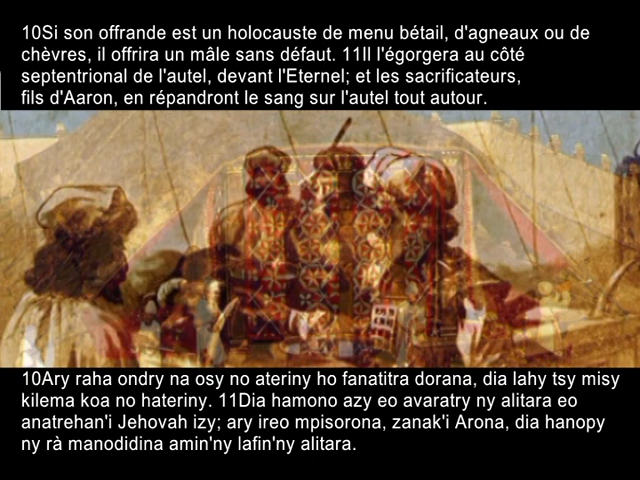 10Si son offrande est un holocauste de menu bétail, d'agneaux ou de
chèvres, il offrira un mâle sans défaut. 11Il l'égorgera au côté
septentrional de l'autel, devant l'Eternel; et les sacrificateurs,
fils d'Aaron, en répandront le sang sur l'autel tout autour.
10Ary raha ondry na osy no ateriny ho fanatitra dorana, dia lahy tsy misy
kilema koa no hateriny. 11Dia hamono azy eo avaratry ny alitara eo
anatrehan'i Jehovah izy; ary ireo mpisorona, zanak'i Arona, dia hanopy
ny rà manodidina amin'ny lafin'ny alitara.